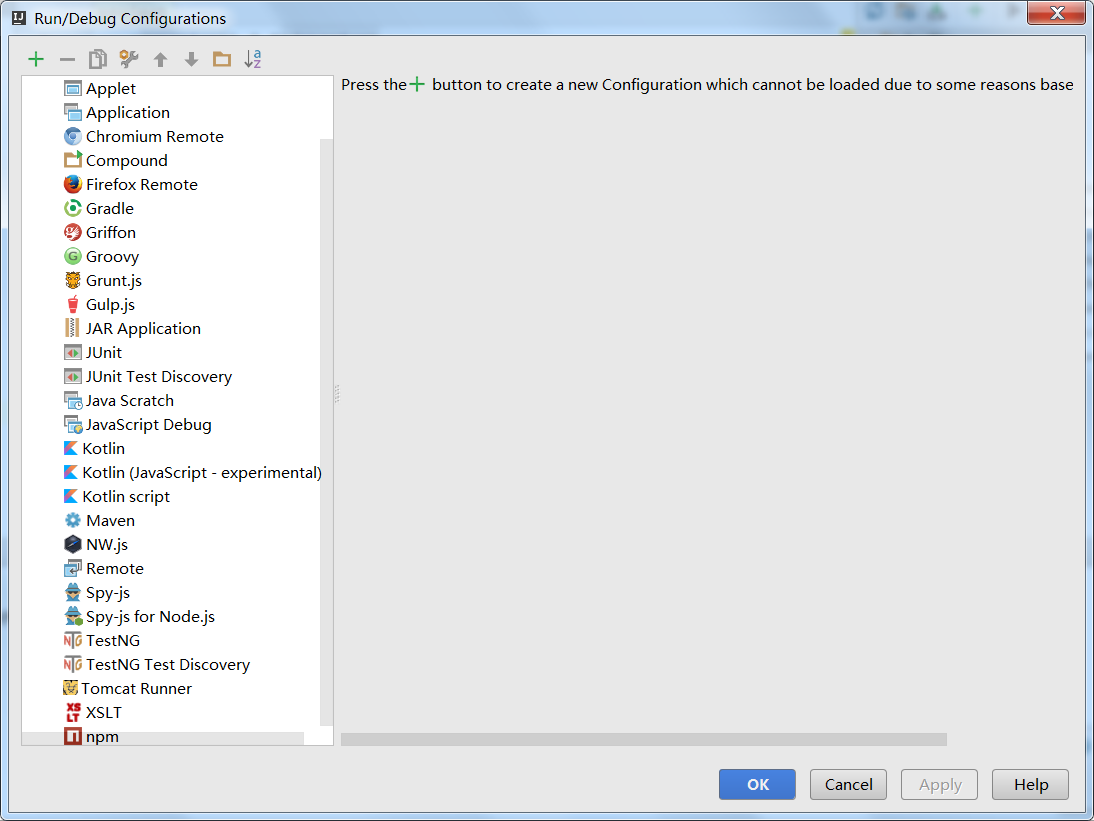 Run/Debug Configurations
Press the + button to create a new Configuration which cannot be loaded due to some reasons base
Applet
Application
Chromium Remote
Compound
Firefox Remote
Gradle
Griffon
Groovy
Grunt.js
Gulp.js
JAR Application
JUnit
JUnit Test Discovery
Java Scratch
JavaScript Debug
Kotlin
Kotlin (JavaScript - experimental)
Kotlin script
Maven
NW.js
Remote
Spy-js
Spy-js for Node.js
TestNG
TestNG Test Discovery
Tomcat Runner
XSLT
npm
OK Cancel Apply Help